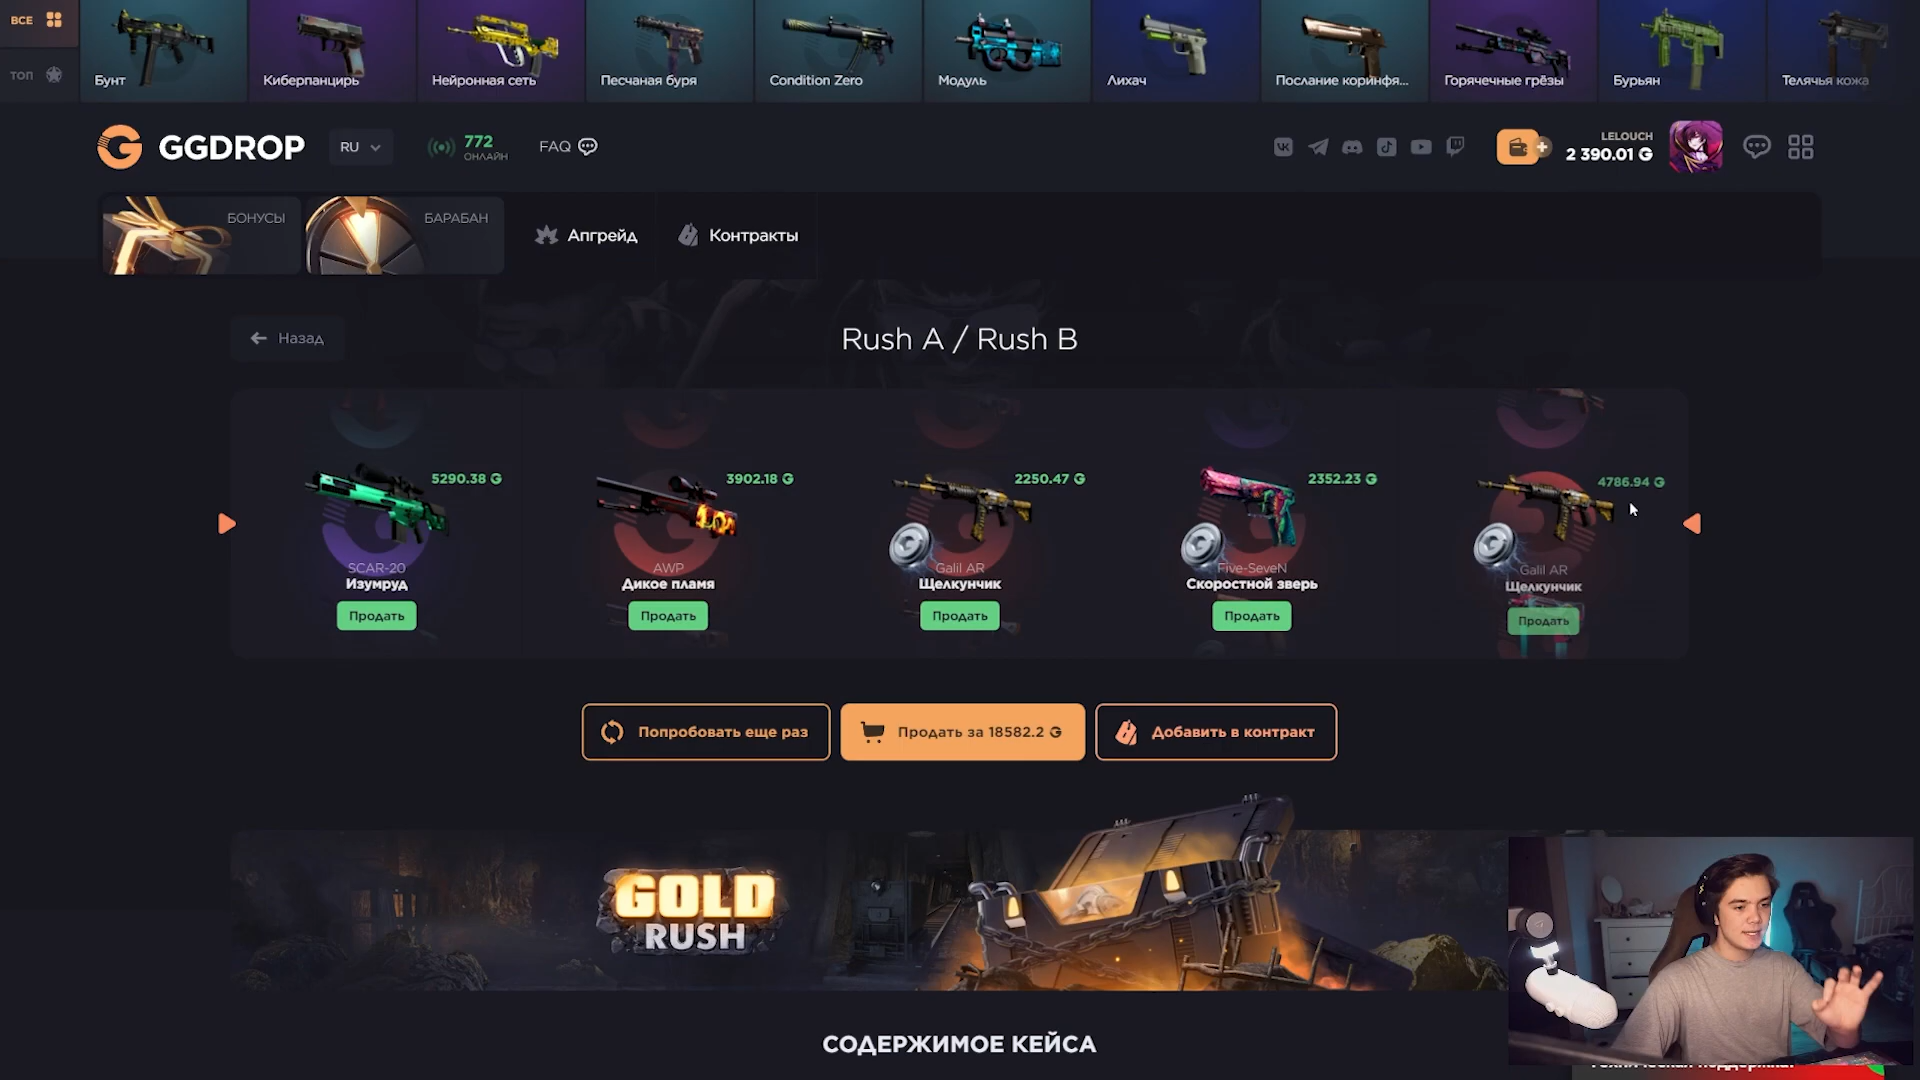 ВСЕ
ТОП
Бунт
Киберпанцирь
Нейронная сеть
Песчаная буря
Condition Zero
Модуль
Лихач
Послание коринфя...
Горячечные грёзы
Бурьян
Телячья кожа
GGDROP
RU
772
ОНЛАЙН
FAQ
LELOUCH
2 390.01 G
БОНУСЫ
БАРАБАН
Апгрейд
Контракты
Назад
Rush A / Rush B
5290.38 G
SCAR-20
Изумруд
Продать
3902.18 G
AWP
Дикое пламя
Продать
2250.47 G
Galil AR
Щелкунчик
Продать
2352.23 G
Five-SeveN
Скоростной зверь
Продать
4786.94 G
Galil AR
Щелкунчик
Продать
Попробовать еще раз
Продать за 18582.2 G
Добавить в контракт
GOLD
RUSH
СОДЕРЖИМОЕ КЕЙСА